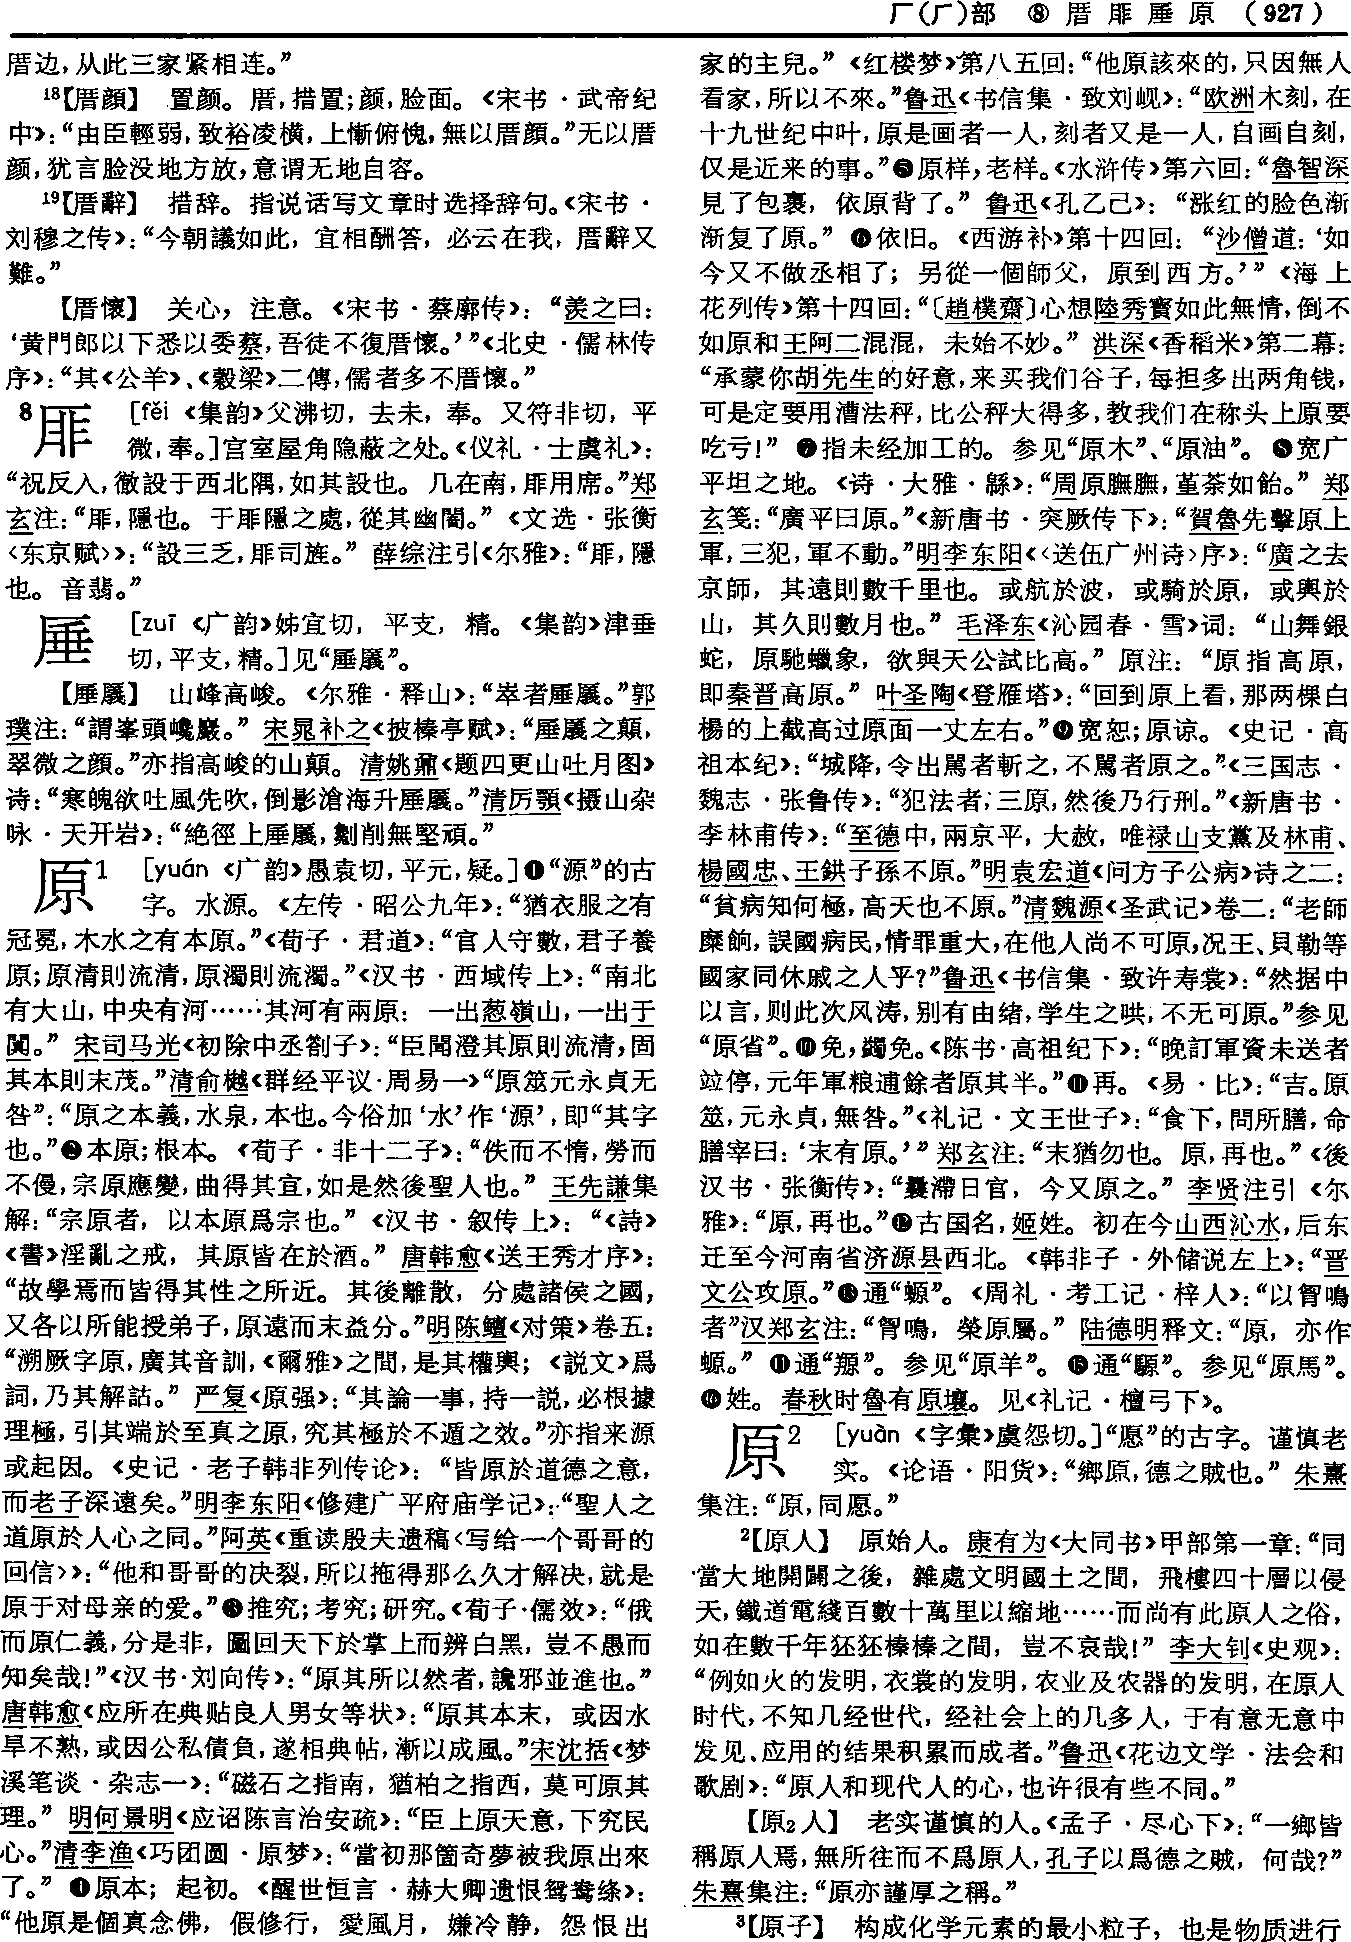 厂(厂)部 ⑧ 厝 厞 厜 原 (927)
厝边,从此三家紧相连。”
¹⁸【厝顔】 置颜。厝,措置;颜,脸面。《宋书·武帝纪
中》:“由臣輕弱,致裕凌横,上慚俯愧,無以厝顔。”无以厝
颜,犹言脸没地方放,意谓无地自容。
¹⁹【厝辭】 措辞。指说话写文章时选择辞句。《宋书·
刘穆之传》:“今朝議如此,宜相酬答,必云在我,厝辭又
難。”
【厝懷】 关心,注意。《宋书·蔡廓传》:“羨之曰:
‘黄門郎以下悉以委蔡,吾徒不復厝懷。’”《北史·儒林传
序》:“其《公羊》、《穀梁》二傳,儒者多不厝懷。”
8厞 [fěi 《集韵》父沸切,去未,奉。又符非切,平
微,奉。]宫室屋角隐蔽之处。《仪礼·士虞礼》:
“祝反入,徹設于西北隅,如其設也。几在南,厞用席。”郑
玄注:“厞,隱也。于厞隱之處,從其幽闇。”《文选·张衡
〈东京赋〉》:“設三乏,厞司旌。”薛综注引《尔雅》:“厞,隱
也。音翡。”
厜 [zuī 《广韵》姊宜切,平支,精。《集韵》津垂
切,平支,精。]见“厜㕒”。
【厜㕒】 山峰高峻。《尔雅·释山》:“崒者厜㕒。”郭
璞注:“謂峯頭巉巖。”宋晁补之《披榛亭赋》:“厜㕒之顛,
翠微之顔。”亦指高峻的山顛。清姚鼐《题四更山吐月图》
诗:“寒魄欲吐風先吹,倒影滄海升厜㕒。”清厉鶚《摄山杂
咏·天开岩》:“絶徑上厜㕒,劖削無堅頑。”
原1 [yuán 《广韵》愚袁切,平元,疑。]❶“源”的古
字。水源。《左传·昭公九年》:“猶衣服之有
冠冕,木水之有本原。”《荀子·君道》:“官人守數,君子養
原;原清則流清,原濁則流濁。”《汉书·西域传上》:“南北
有大山,中央有河……其河有兩原:一出葱嶺山,一出于
闐。”宋司马光《初除中丞劄子》:“臣聞澄其原則流清,固
其本則末茂。”清俞樾《群经平议·周易一》“原筮元永貞无
咎”:“原之本義,水泉,本也。今俗加‘水’作‘源’,即“其字
也。”❷本原;根本。《荀子·非十二子》:“佚而不惰,勞而
不僈,宗原應變,曲得其宜,如是然後聖人也。”王先謙集
解:“宗原者,以本原爲宗也。”《汉书·叙传上》:“《詩》
《書》淫亂之戒,其原皆在於酒。”唐韩愈《送王秀才序》:
“故學焉而皆得其性之所近。其後離散,分處諸侯之國,
又各以所能授弟子,原遠而末益分。”明陈鱣《对策》卷五:
“溯厥字原,廣其音訓,《爾雅》之間,是其權輿;《説文》爲
詞,乃其解詁。”严复《原强》:“其論一事,持一説,必根據
理極,引其端於至真之原,究其極於不遁之效。”亦指来源
或起因。《史记·老子韩非列传论》:“皆原於道德之意,
而老子深遠矣。”明李东阳《修建广平府庙学记》:“聖人之
道原於人心之同。”阿英《重读殷夫遗稿〈写给一个哥哥的
回信〉》:“他和哥哥的决裂,所以拖得那么久才解决,就是
原于对母亲的爱。”❸推究;考究;研究。《荀子·儒效》:“俄
而原仁義,分是非,圖回天下於掌上而辨白黑,豈不愚而
知矣哉!”《汉书·刘向传》:“原其所以然者,讒邪並進也。”
唐韩愈《应所在典贴良人男女等状》:“原其本末,或因水
旱不熟,或因公私債負,遂相典帖,漸以成風。”宋沈括《梦
溪笔谈·杂志一》:“磁石之指南,猶柏之指西,莫可原其
理。”明何景明《应诏陈言治安疏》:“臣上原天意,下究民
心。”清李渔《巧团圆·原梦》:“當初那箇奇夢被我原出來
了。”❹原本;起初。《醒世恒言·赫大卿遗恨鸳鸯绦》:
“他原是個真念佛,假修行,愛風月,嫌冷静,怨恨出
家的主兒。”《红楼梦》第八五回:“他原該來的,只因無人
看家,所以不來。”鲁迅《书信集·致刘岘》:“欧洲木刻,在
十九世纪中叶,原是画者一人,刻者又是一人,自画自刻,
仅是近来的事。”❺原样,老样。《水浒传》第六回:“魯智深
見了包裹,依原背了。”鲁迅《孔乙己》:“涨红的脸色渐
渐复了原。”❻依旧。《西游补》第十四回:“沙僧道:‘如
今又不做丞相了;另從一個師父,原到西方。’”《海上
花列传》第十四回:“〔趙樸齋〕心想陸秀寶如此無情,倒不
如原和王阿二混混,未始不妙。”洪深《香稻米》第二幕:
“承蒙你胡先生的好意,来买我们谷子,每担多出两角钱,
可是定要用漕法秤,比公秤大得多,教我们在称头上原要
吃亏!”❼指未经加工的。参见“原木”、“原油”。❽宽广
平坦之地。《诗·大雅·緜》:“周原膴膴,堇荼如飴。”郑
玄笺:“廣平曰原。”《新唐书·突厥传下》:“賀魯先擊原上
軍,三犯,軍不動。”明李东阳《〈送伍广州诗〉序》:“廣之去
京師,其遠則數千里也。或航於波,或騎於原,或輿於
山,其久則數月也。”毛泽东《沁园春·雪》词:“山舞銀
蛇,原馳蠟象,欲與天公試比高。”原注:“原指高原,
即秦晋高原。”叶圣陶《登雁塔》:“回到原上看,那两棵白
楊的上截高过原面一丈左右。”❾宽恕;原谅。《史记·高
祖本纪》:“城降,令出罵者斬之,不罵者原之。”《三国志·
魏志·张鲁传》:“犯法者,三原,然後乃行刑。”《新唐书·
李林甫传》:“至德中,兩京平,大赦,唯禄山支黨及林甫、
楊國忠、王鉷子孫不原。”明袁宏道《问方子公病》诗之二:
“貧病知何極,高天也不原。”清魏源《圣武记》卷二:“老師
糜餉,誤國病民,情罪重大,在他人尚不可原,况王、貝勒等
國家同休戚之人乎?”鲁迅《书信集·致许寿裳》:“然据中
以言,则此次风涛,别有由绪,学生之哄,不无可原。”参见
“原省”。❿免,蠲免。《陈书·高祖纪下》:“晚訂軍資未送者
竝停,元年軍粮逋餘者原其半。”⓫再。《易·比》:“吉。原
筮,元永貞,無咎。”《礼记·文王世子》:“食下,問所膳,命
膳宰曰:‘末有原。’”郑玄注:“末猶勿也。原,再也。”《後
汉书·张衡传》:“曩滯日官,今又原之。”李贤注引《尔
雅》:“原,再也。”⓬古国名,姬姓。初在今山西沁水,后东
迁至今河南省济源县西北。《韩非子·外储说左上》:“晋
文公攻原。”⓭通“螈”。《周礼·考工记·梓人》:“以胷鳴
者”汉郑玄注:“胷鳴,榮原屬。”陆德明释文:“原,亦作
螈。”⓮通“羱”。参见“原羊”。⓯通“騵”。参见“原馬”。
⓰姓。春秋时魯有原壤。见《礼记·檀弓下》。
原2 [yuàn 《字彙》虞怨切。]“愿”的古字。谨慎老
实。《论语·阳货》:“鄉原,德之賊也。”朱熹
集注:“原,同愿。”
²【原人】 原始人。康有为《大同书》甲部第一章:“同
當大地開闢之後,雜處文明國土之間,飛樓四十層以侵
天,鐵道電綫百數十萬里以縮地……而尚有此原人之俗,
如在數千年狉狉榛榛之間,豈不哀哉!”李大钊《史观》:
“例如火的发明,衣裳的发明,农业及农器的发明,在原人
时代,不知几经世代,经社会上的几多人,于有意无意中
发见、应用的结果积累而成者。”鲁迅《花边文学·法会和
歌剧》:“原人和现代人的心,也许很有些不同。”
【原₂人】 老实谨慎的人。《孟子·尽心下》:“一鄉皆
稱原人焉,無所往而不爲原人,孔子以爲德之賊,何哉?”
朱熹集注:“原亦謹厚之稱。”
³【原子】 构成化学元素的最小粒子,也是物质进行